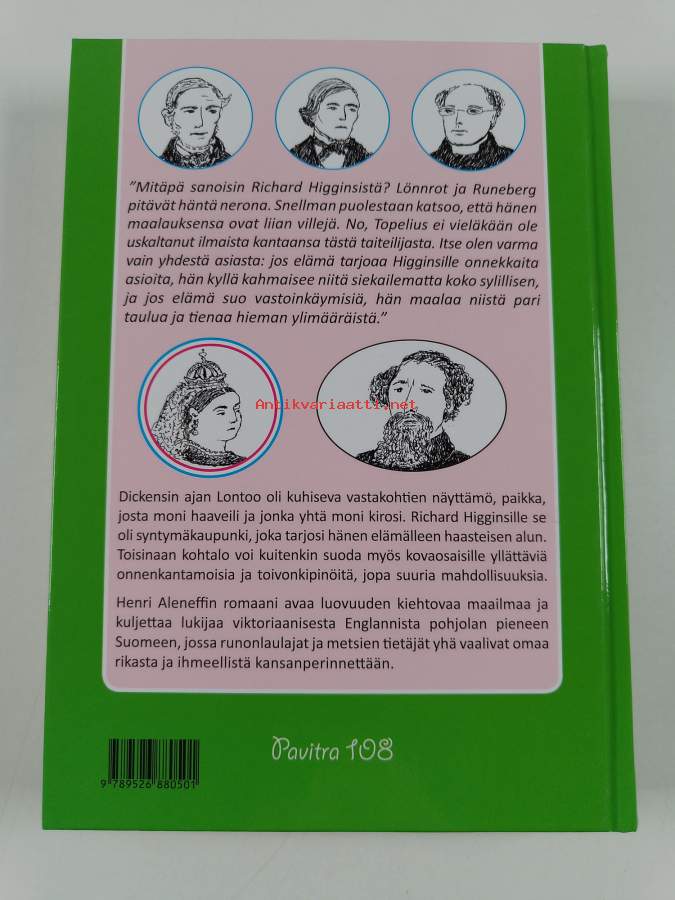 ”Mitäpä sanoisin Richard Higginsistä? Lönnrot ja Runeberg
pitävät häntä nerona. Snellman puolestaan katsoo, että hänen
maalauksensa ovat liian villejä. No, Topelius ei vieläkään ole
uskaltanut ilmaista kantaansa tästä taiteilijasta. Itse olen varma
vain yhdestä asiasta: jos elämä tarjoaa Higginsille onnekkaita
asioita, hän kyllä kahmaisee niitä siekailematta koko sylillisen,
ja jos elämä suo vastoinkäymisiä, hän maalaa niistä pari
taulua ja tienaa hieman ylimääräistä.”
Antikvariaatti.net
Dickensin ajan Lontoo oli kuhiseva vastakohtien näyttämö, paikka,
josta moni haaveili ja jonka yhtä moni kirosi. Richard Higginsille se
oli syntymäkaupunki, joka tarjosi hänen elämälleen haasteisen alun.
Toisinaan kohtalo voi kuitenkin suoda myös kovaosaisille yllättäviä
onnenkantamoisia ja toivonkipinöitä, jopa suuria mahdollisuuksia.
Henri Aleneffin romaani avaa luovuuden kiehtovaa maailmaa ja
kuljettaa lukijaa viktoriaanisesta Englannista pohjolan pieneen
Suomeen, jossa runonlaulajat ja metsien tietäjät yhä vaalivat omaa
rikasta ja ihmeellistä kansanperinnettään.
Pavitra 108
9 789526 880501